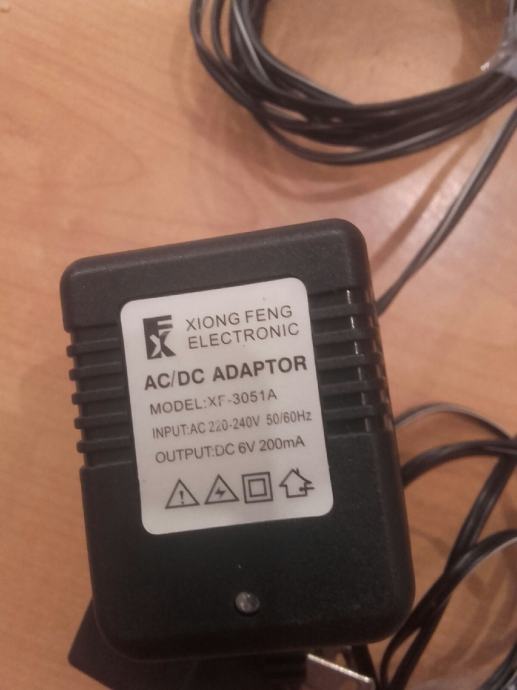 FX
XIONG FENG
ELECTRONIC
AC/DC ADAPTOR
MODEL:XF-3051A
INPUT:AC 220-240V 50/60Hz
OUTPUT:DC 6V 200mA